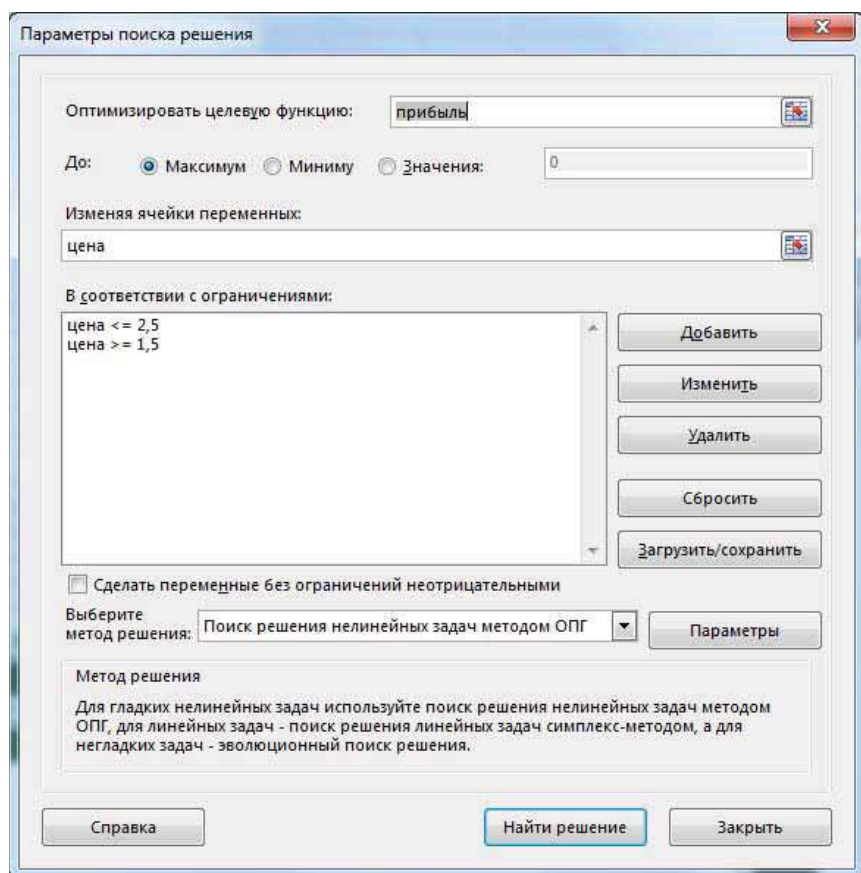 Параметры поиска решения
Оптимизировать целевую функцию: прибыль
До: Максимум Миниму Значения: 0
Изменяя ячейки переменных:
цена
В соответствии с ограничениями:
цена <= 2,5
цена >= 1,5
Добавить
Изменить
Удалить
Сбросить
Загрузить/сохранить
Сделать переменные без ограничений неотрицательными
Выберите
метод решения: Поиск решения нелинейных задач методом ОПГ Параметры
Метод решения
Для гладких нелинейных задач используйте поиск решения нелинейных задач методом
ОПГ, для линейных задач - поиск решения линейных задач симплекс-методом, а для
негладких задач - эволюционный поиск решения.
Справка Найти решение Закрыть